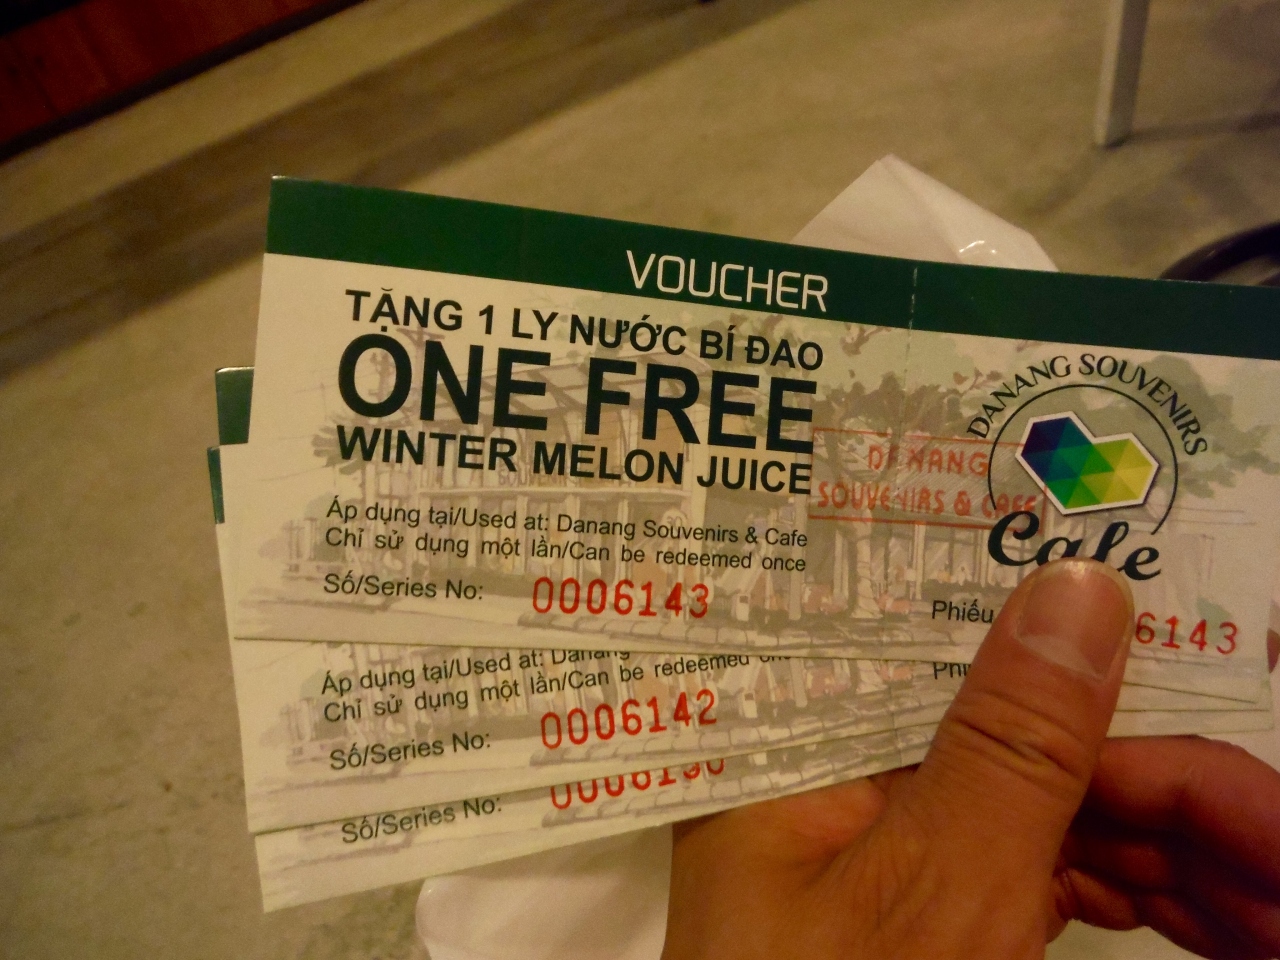 VOUCHER
TẶNG 1 LY NƯỚC BÍ ĐAO
ONE FREE
WINTER MELON JUICE
Áp dụng tại/Used at: Danang Souvenirs & Cafe
Chỉ sử dụng một lần/Can be redeemed once
Số/Series No: 0006143
DANANG
SOUVENIRS & CAFE
DANANG SOUVENIRS
Cafe
Phiếu 6143
Áp dụng tại/Used at: Danang
Chỉ sử dụng một lần/Can be redeemed
Số/Series No: 0006142
Số/Series No: